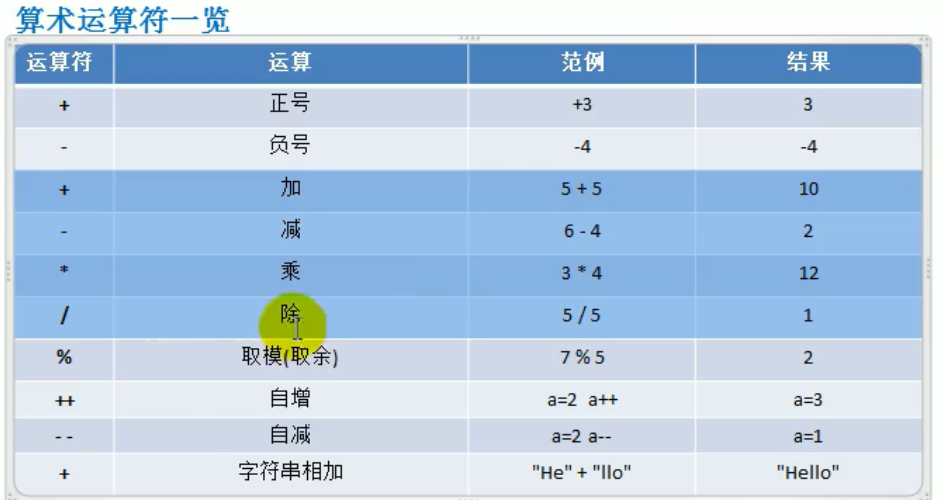 算术运算符一览
运算符 运算 范例 结果
+ 正号 +3 3
- 负号 -4 -4
+ 加 5 + 5 10
- 减 6 - 4 2
* 乘 3 * 4 12
/ 除 5 / 5 1
% 取模(取余) 7 % 5 2
++ 自增 a=2 a++ a=3
- - 自减 a=2 a-- a=1
+ 字符串相加 "He" + "llo" "Hello"